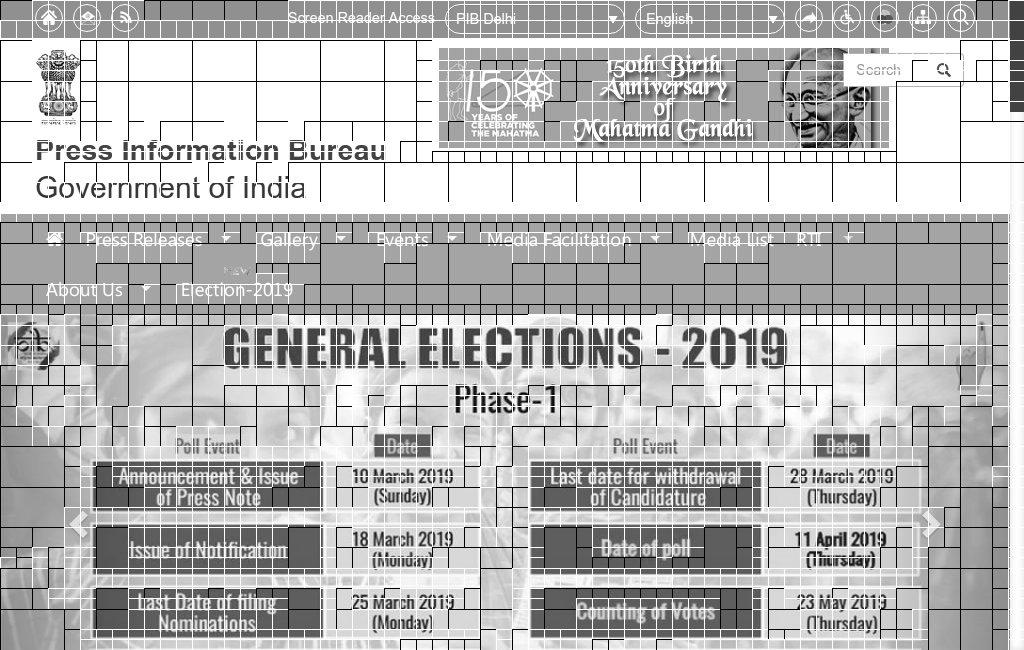 Screen Reader Access PIB Delhi English
150th Birth
Anniversary
of
Mahatma Gandhi
150
YEARS OF
CELEBRATING
THE MAHATMA
Search
Press Information Bureau
Government of India
Press Releases Gallery Events Media Facilitation Media List RTI
New
About Us Election-2019
GENERAL ELECTIONS - 2019
Phase-1
Poll Event Date Poll Event Date
Announcement & Issue of Press Note 10 March 2019 (Sunday)
Last date for withdrawal of Candidature 28 March 2019 (Thursday)
Issue of Notification 18 March 2019 (Monday)
Date of poll 11 April 2019 (Thursday)
Last Date of filing Nominations 25 March 2019 (Monday)
Counting of Votes 23 May 2019 (Thursday)